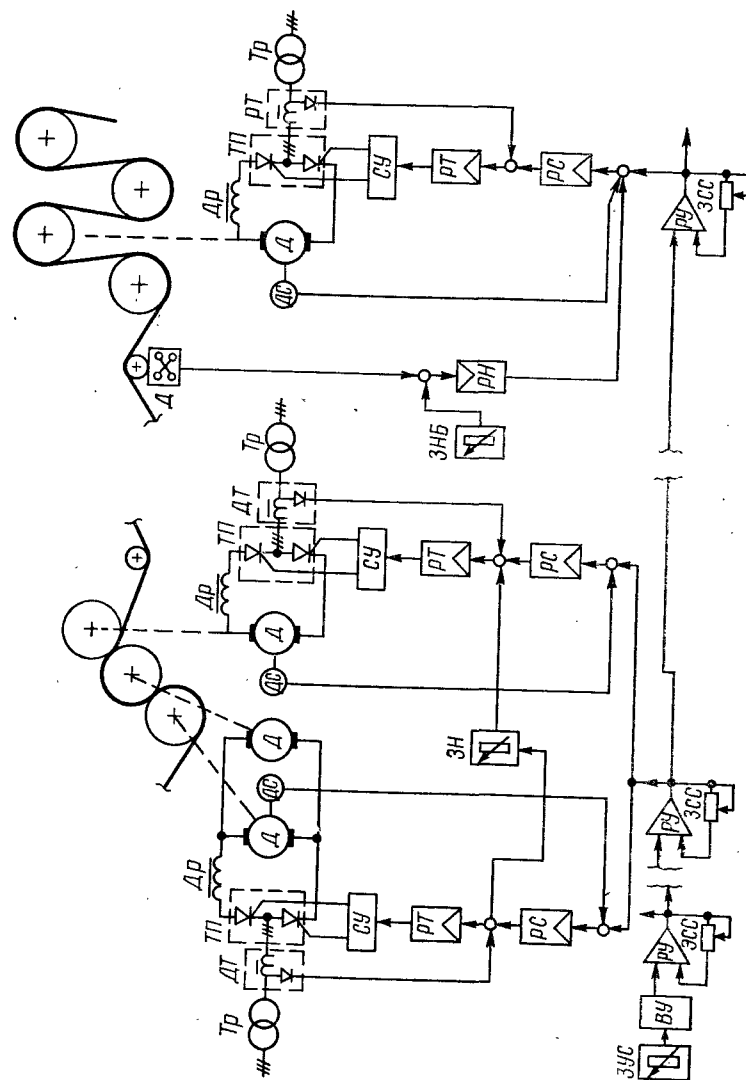 Тр
ДТ
ТП
Др
Д
ДС
Д
СУ
РТ
РС
ЗН
Тр
ДТ
ТП
Др
Д
ДС
СУ
РТ
РС
Д
ЗНБ
РН
Тр
РТ
ТП
Др
Д
ДС
СУ
РТ
РС
ЗУС
ВУ
РУ
ЭСС
РУ
ЗСС
РУ
ЗСС